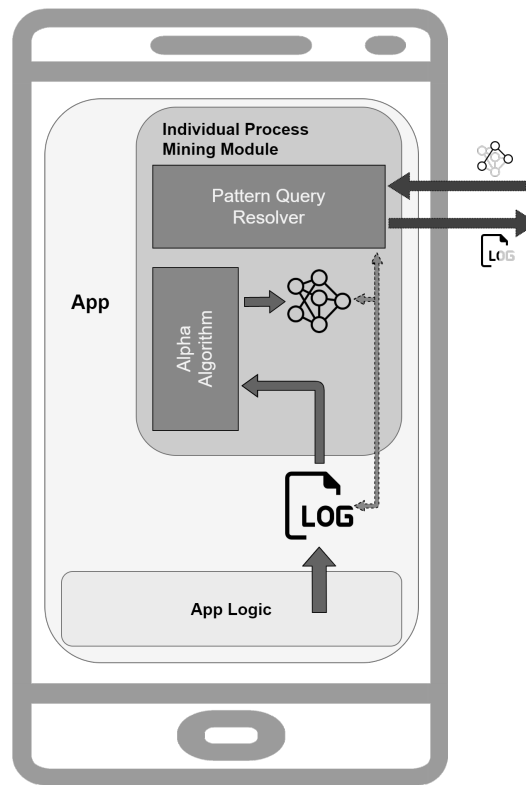 Individual Process
Mining Module
Pattern Query
Resolver
LOG
App
Alpha
Algorithm
LOG
App Logic